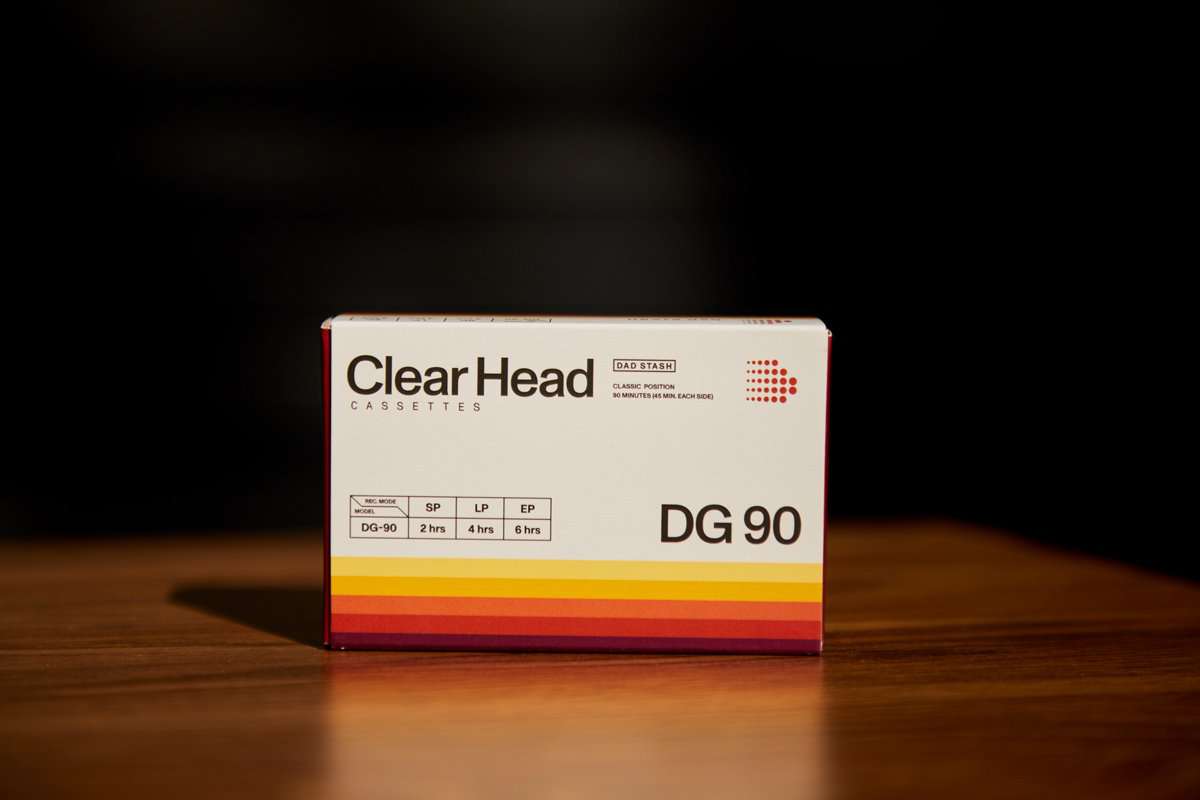 Clear Head
CASSETTES
DAD STASH
CLASSIC POSITION
90 MINUTES (45 MIN. EACH SIDE)
REC. MODE SP LP EP
MODEL
DG-90 2 hrs 4 hrs 6 hrs
DG 90